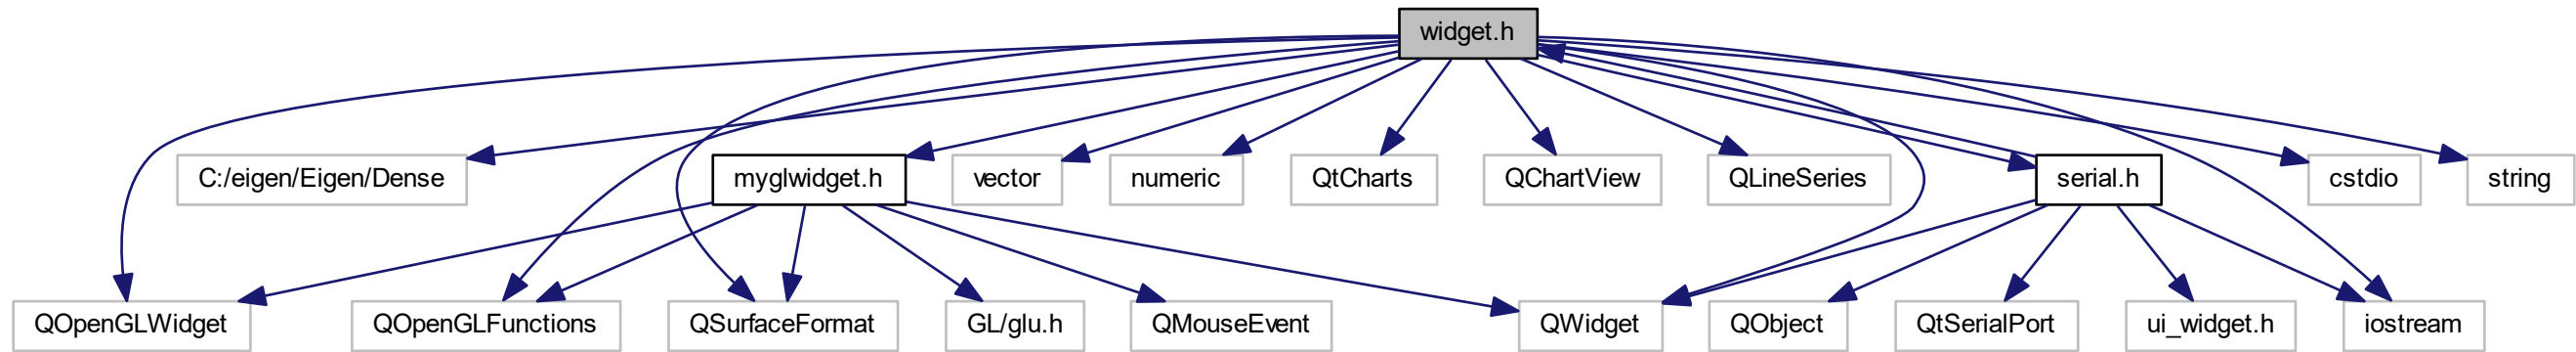 widget.h
C:/eigen/Eigen/Dense
myglwidget.h
vector
numeric
QtCharts
QChartView
QLineSeries
serial.h
cstdio
string
QOpenGLWidget
QOpenGLFunctions
QSurfaceFormat
GL/glu.h
QMouseEvent
QWidget
QObject
QtSerialPort
ui_widget.h
iostream